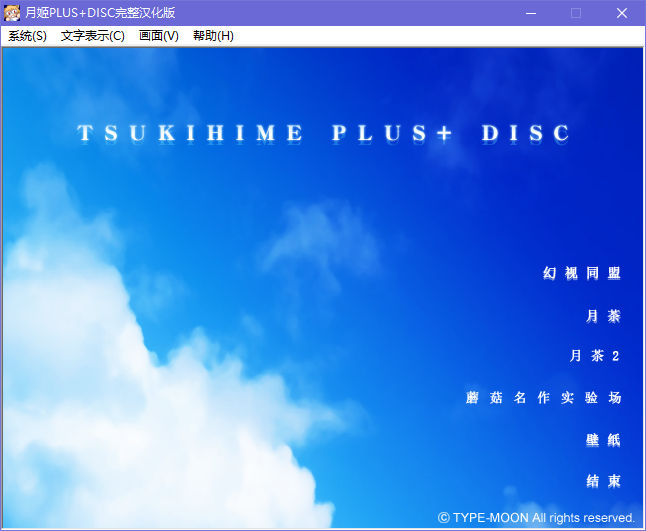 月姬PLUS+DISC完整汉化版
系统(S) 文字表示(C) 画面(V) 帮助(H)
TSUKIHIME PLUS+ DISC
幻视同盟
月茶
月茶2
蘑菇名作实验场
壁纸
结束
© TYPE-MOON All rights reserved.